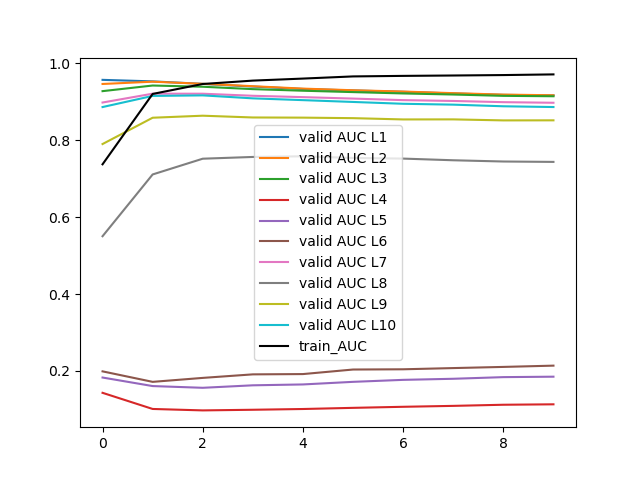 1.0
0.8
0.6
0.4
0.2
valid AUC L1
valid AUC L2
valid AUC L3
valid AUC L4
valid AUC L5
valid AUC L6
valid AUC L7
valid AUC L8
valid AUC L9
valid AUC L10
train_AUC
0 2 4 6 8